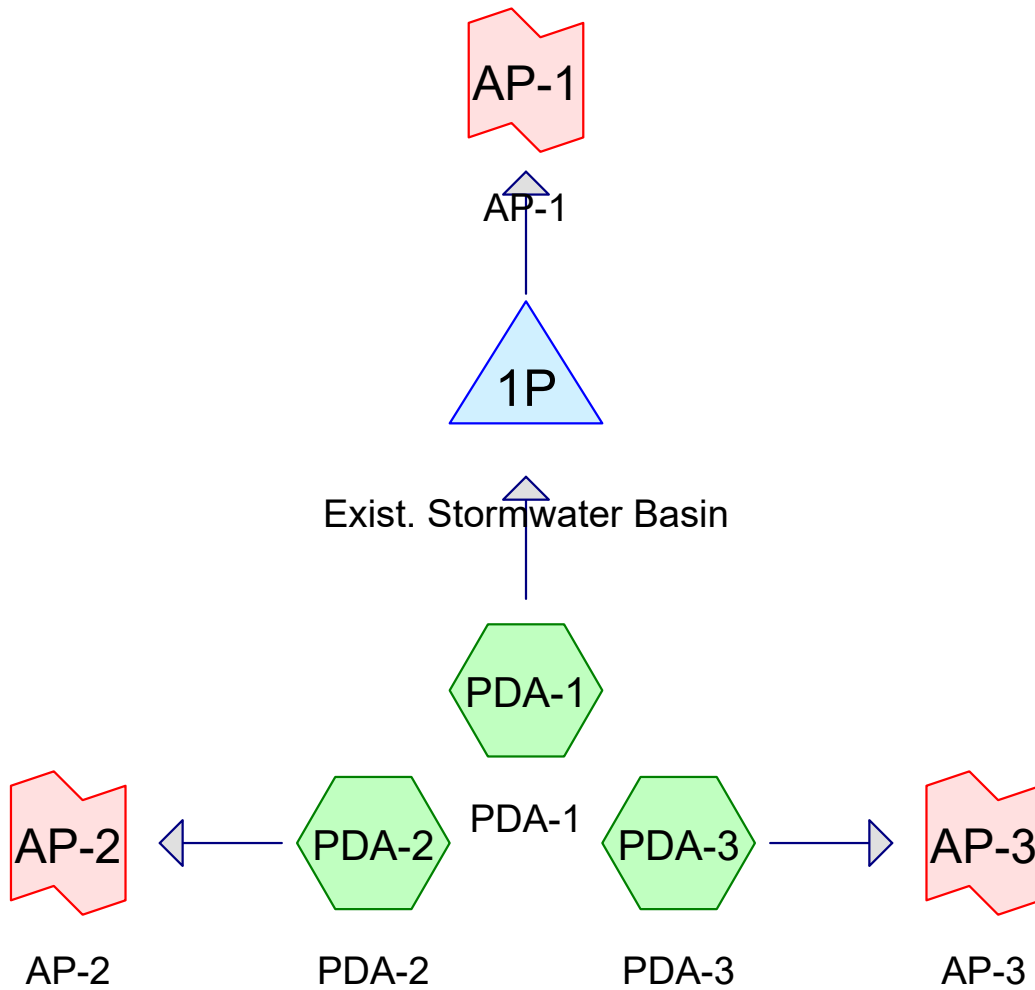 AP-1
AP-1
1P
Exist. Stormwater Basin
PDA-1
PDA-1
AP-2
PDA-2
PDA-3
AP-3
AP-2
PDA-2
PDA-3
AP-3